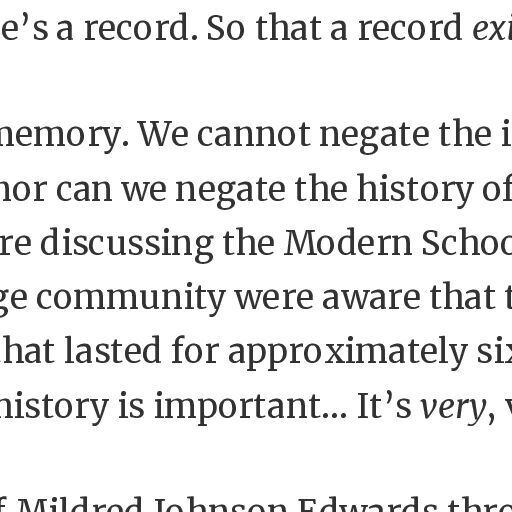 e’s a record. So that a record exi
memory. We cannot negate the i
nor can we negate the history of
re discussing the Modern Schoo
ge community were aware that t
that lasted for approximately six
history is important... It’s very, v
f Mildred Johnson Edwards thro